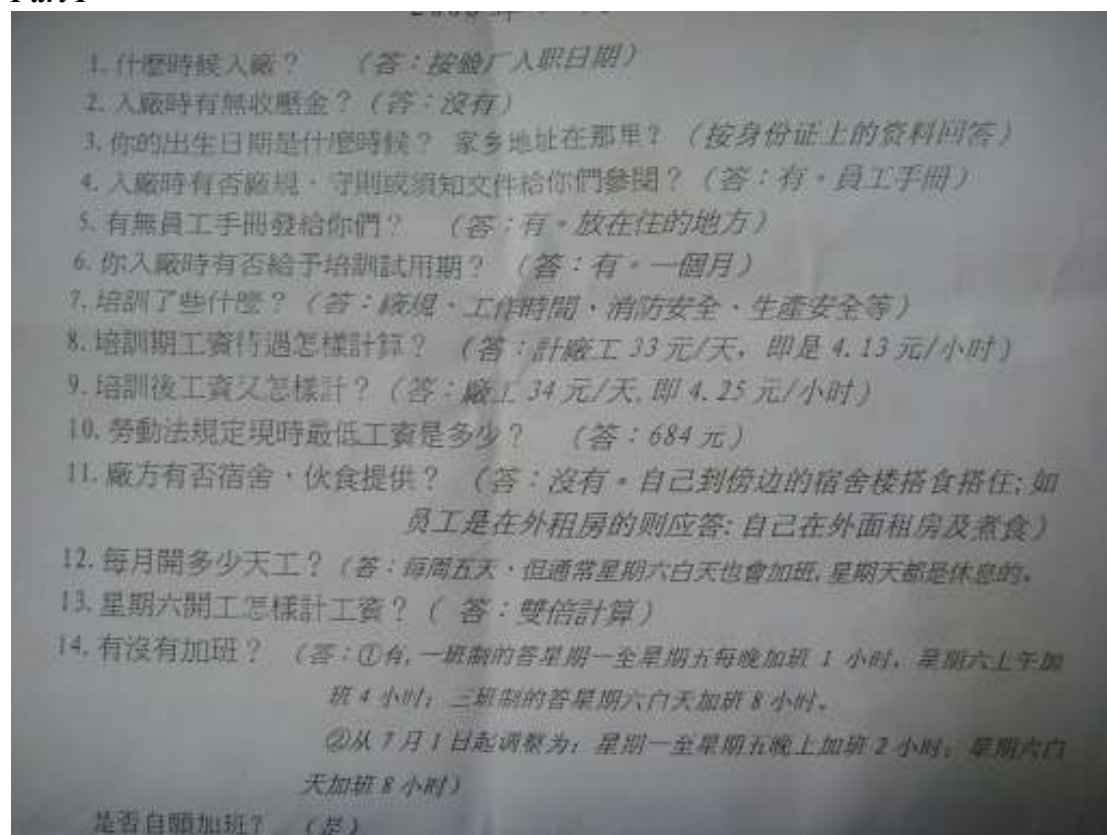 1. 什麼時候入廠？ （答：按臉厂入职日期）
2. 入廠時有無收壓金？（答：沒有）
3. 你的出生日期是什麼時候？ 家乡地址在那里？ （按身份证上的资料回答）
4. 入廠時有否廠規、守則或須知文件給你們參閱？（答：有。員工手冊）
5. 有無員工手冊發給你們？ （答：有。放在住的地方）
6. 你入廠時有否給予培訓試用期？ （答：有。一個月）
7. 培訓了些什麼？（答：廠規、工作時間、消防安全、生產安全等）
8. 培訓期工資待遇怎樣計算？ （答：計廠工 33 元/天，即是 4.13 元/小时）
9. 培訓後工資又怎樣計？（答：廠工 34 元/天, 即 4.25 元/小时）
10. 勞動法規定現時最低工資是多少？ （答：684 元）
11. 廠方有否宿舍、伙食提供？ （答：沒有。自己到傍边的宿舍楼搭食搭住; 如
员工是在外租房的则应答: 自己在外面租房及煮食）
12. 每月開多少天工？（答：每周五天，但通常星期六白天也會加班, 星期天都是休息的。
13. 星期六開工怎樣計工資？（ 答：雙倍計算）
14. 有沒有加班？ （答：①有, 一班制的答星期一至星期五每晚加班 1 小时，星期六上午加
班 4 小时；三班制的答星期六白天加班 8 小时。
②从 7 月 1 日起调整为：星期一至星期五晚上加班 2 小时；星期六白
天加班 8 小时）
是否自願加班？ （是）